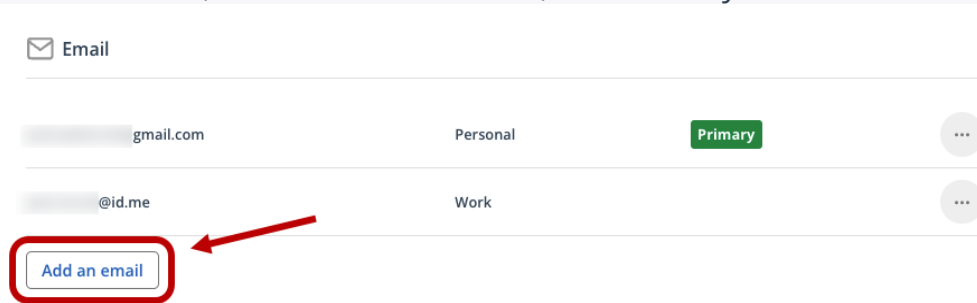 Email
gmail.com Personal Primary ...
@id.me Work ...
Add an email